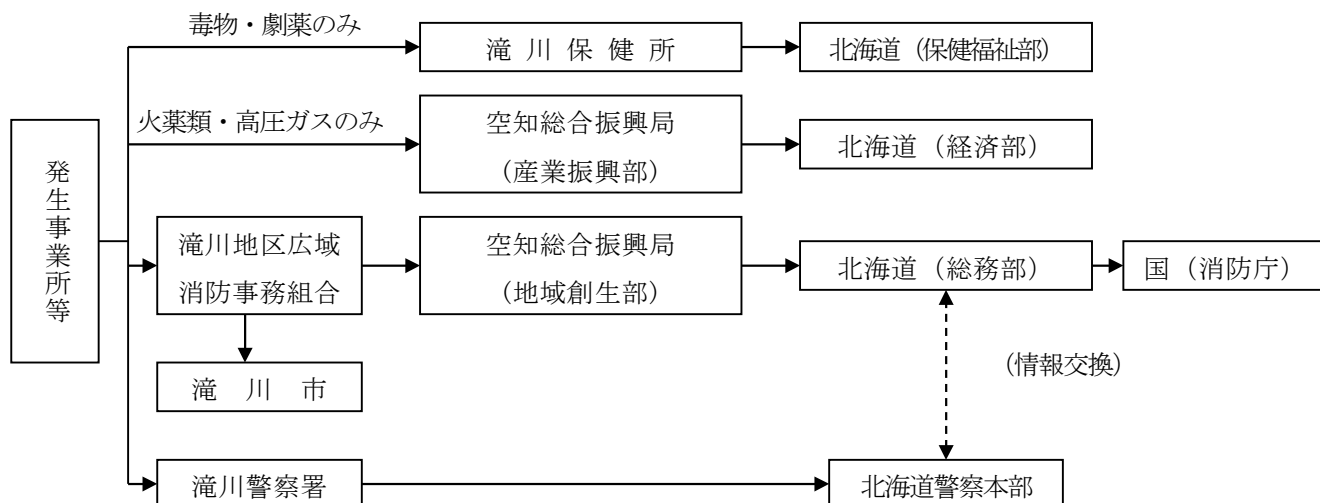 毒物・劇薬のみ
滝川保健所
北海道（保健福祉部）
火薬類・高圧ガスのみ
空知総合振興局
（産業振興部）
北海道（経済部）
発生事業所等
滝川地区広域
消防事務組合
空知総合振興局
（地域創生部）
北海道（総務部）
国（消防庁）
滝川市
（情報交換）
滝川警察署
北海道警察本部